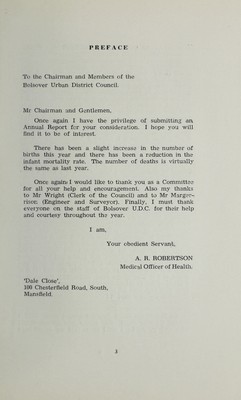 PREFACE
To the Chairman and Members of the
Bolsover Urban District Council.
Mr Chairman and Gentlemen,
Once again I have the privilege of submitting an
Annual Report for your consideration. I hope you will
find it to be of interest.
There has been a slight increase in the number of
births this year and there has been a reduction in the
infant mortality rate. The number of deaths is virtually
the same as last year.
Once again I would like to thank you as a Committee
for all your help and encouragement. Also my thanks
to Mr Wright (Clerk of the Council) and to Mr Marger-
rison (Engineer and Surveyor). Finally, I must thank
everyone on the staff of Bolsover U.D.C. for their help
and courtesy throughout the year.
I am,
Your obedient Servant,
A. R. ROBERTSON
Medical Officer of Health.
'Dale Close',
100 Chesterfield Road, South,
Mansfield.
3